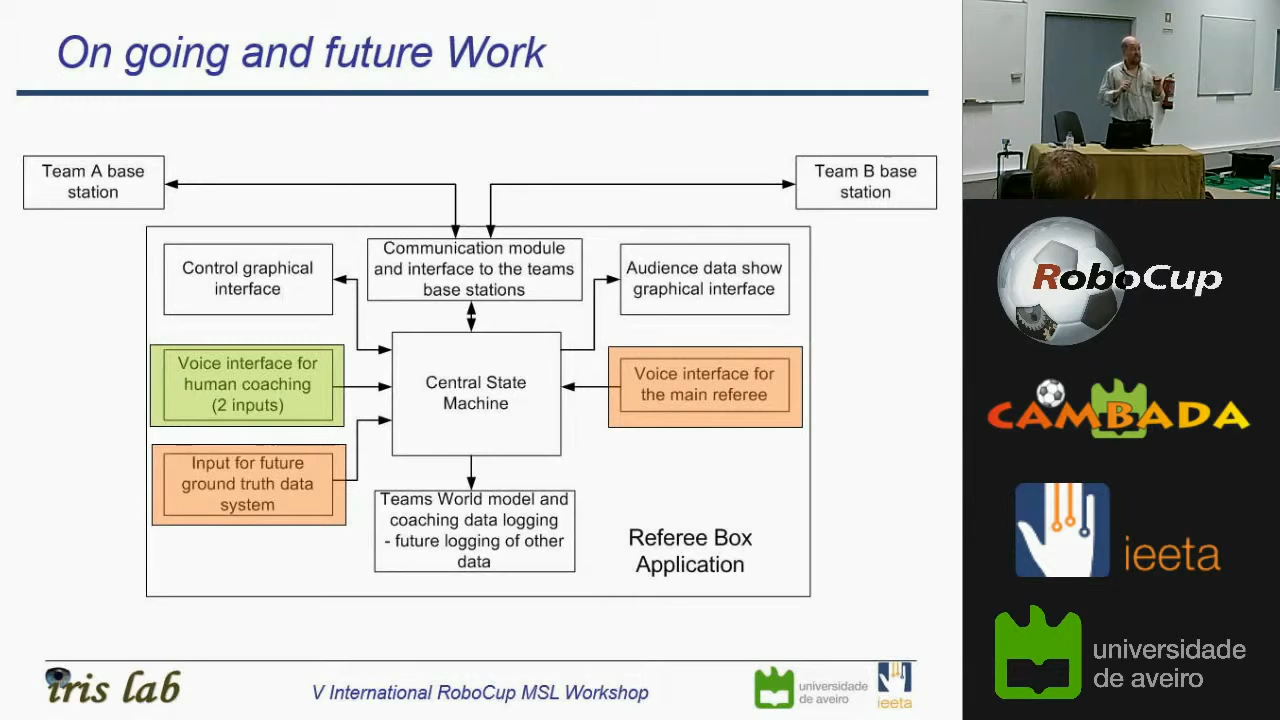 On going and future Work
Team A base
station
Team B base
station
Control graphical
interface
Communication module
and interface to the teams
base stations
Audience data show
graphical interface
Voice interface for
human coaching
(2 inputs)
Central State
Machine
Voice interface for
the main referee
Input for future
ground truth data
system
Teams World model and
coaching data logging
- future logging of other
data
Referee Box
Application
iris lab
V International RoboCup MSL Workshop
universidade
de aveiro
ieeta
RoboCup
CAMBADA
ieeta
universidade
de aveiro